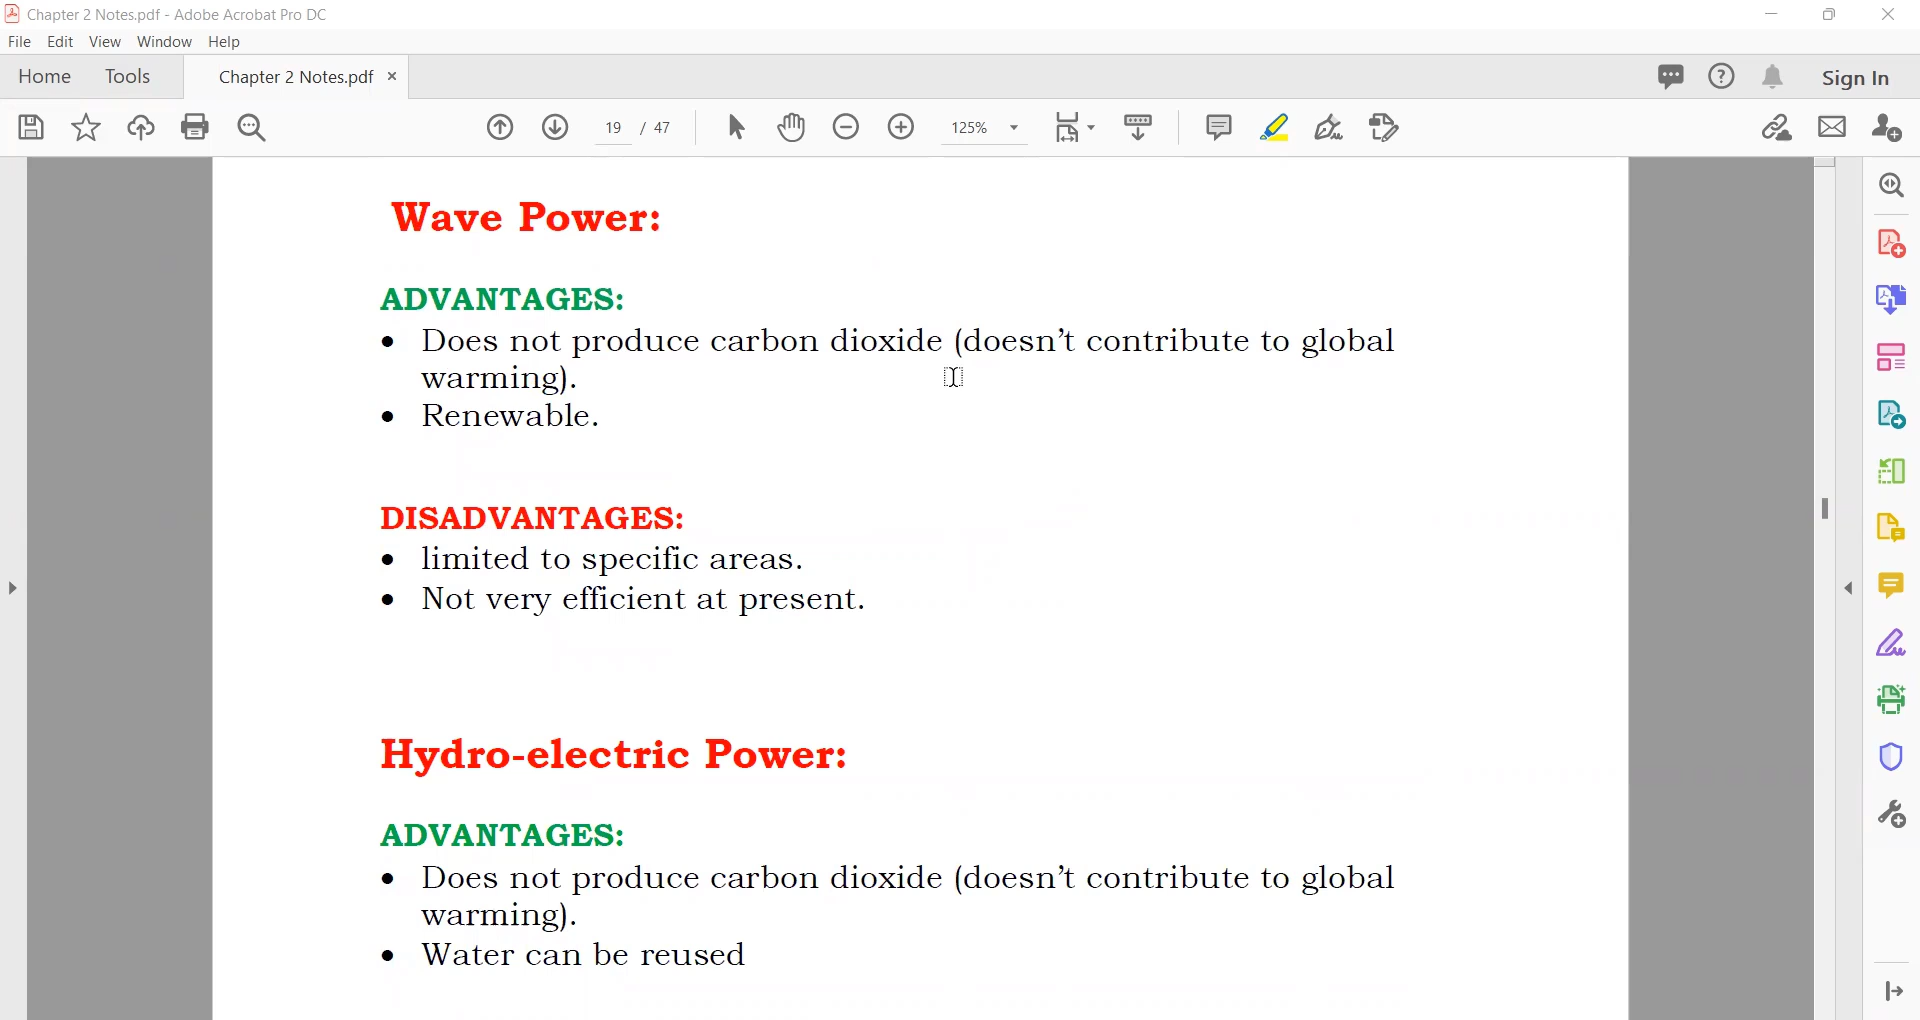 Chapter 2 Notes.pdf - Adobe Acrobat Pro DC
File Edit View Window Help
Home Tools Chapter 2 Notes.pdf × Sign In
19 / 47 125%
Wave Power:
ADVANTAGES:
• Does not produce carbon dioxide (doesn’t contribute to global
warming).
• Renewable.
DISADVANTAGES:
• limited to specific areas.
• Not very efficient at present.
Hydro-electric Power:
ADVANTAGES:
• Does not produce carbon dioxide (doesn’t contribute to global
warming).
• Water can be reused